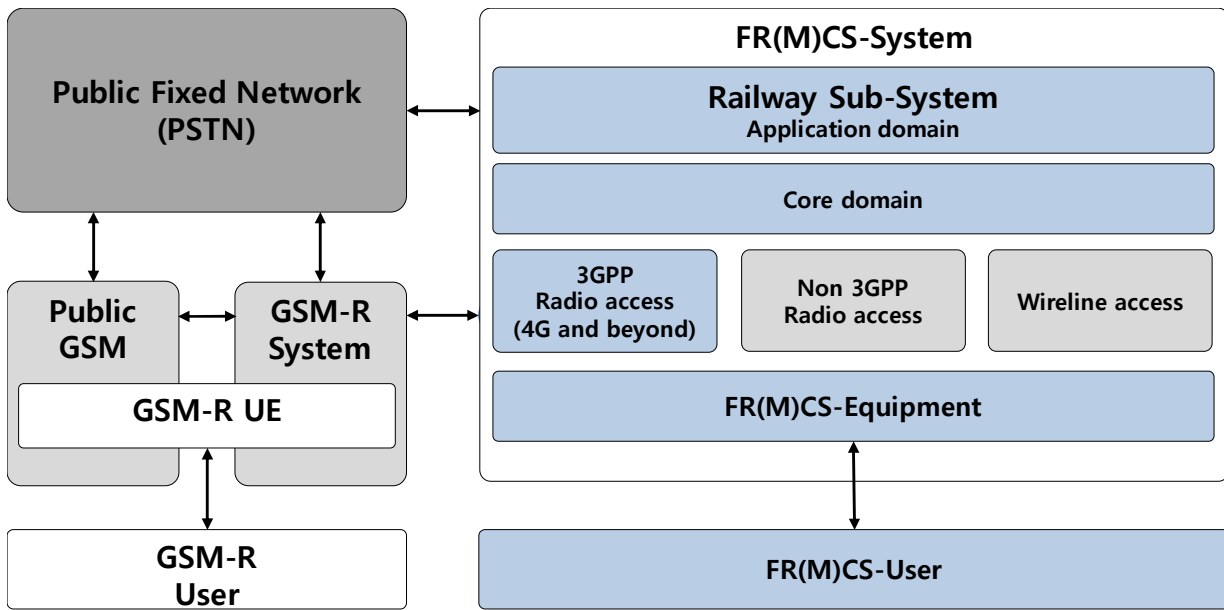 Public Fixed Network
(PSTN)
Public
GSM
GSM-R
System
GSM-R UE
GSM-R
User
FR(M)CS-System
Railway Sub-System
Application domain
Core domain
3GPP
Radio access
(4G and beyond)
Non 3GPP
Radio access
Wireline access
FR(M)CS-Equipment
FR(M)CS-User